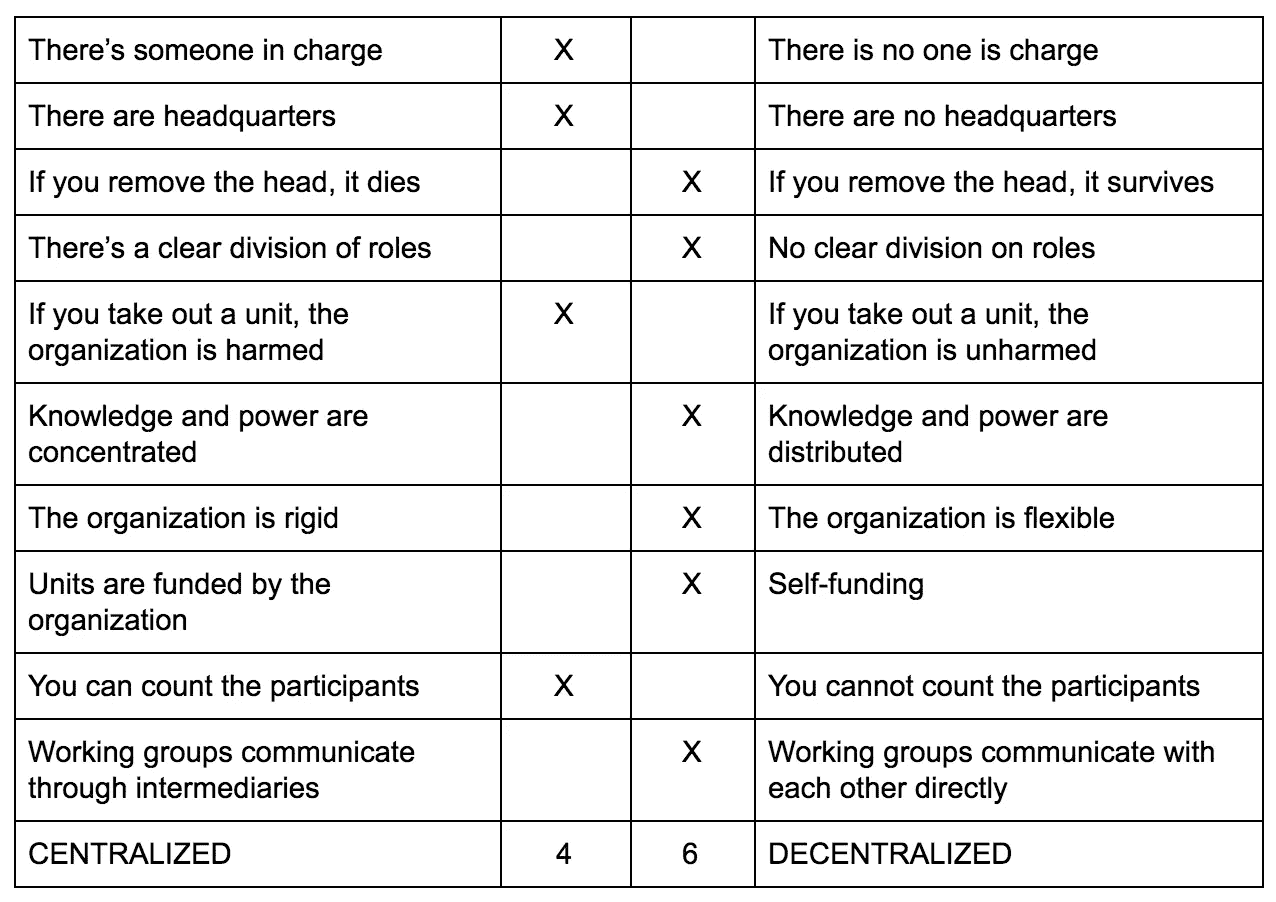 There’s someone in charge X There is no one is charge
There are headquarters X There are no headquarters
If you remove the head, it dies X If you remove the head, it survives
There’s a clear division of roles X No clear division on roles
If you take out a unit, the X If you take out a unit, the
organization is harmed organization is unharmed
Knowledge and power are X Knowledge and power are
concentrated distributed
The organization is rigid X The organization is flexible
Units are funded by the X Self-funding
organization
You can count the participants X You cannot count the participants
Working groups communicate X Working groups communicate with
through intermediaries each other directly
CENTRALIZED 4 6 DECENTRALIZED